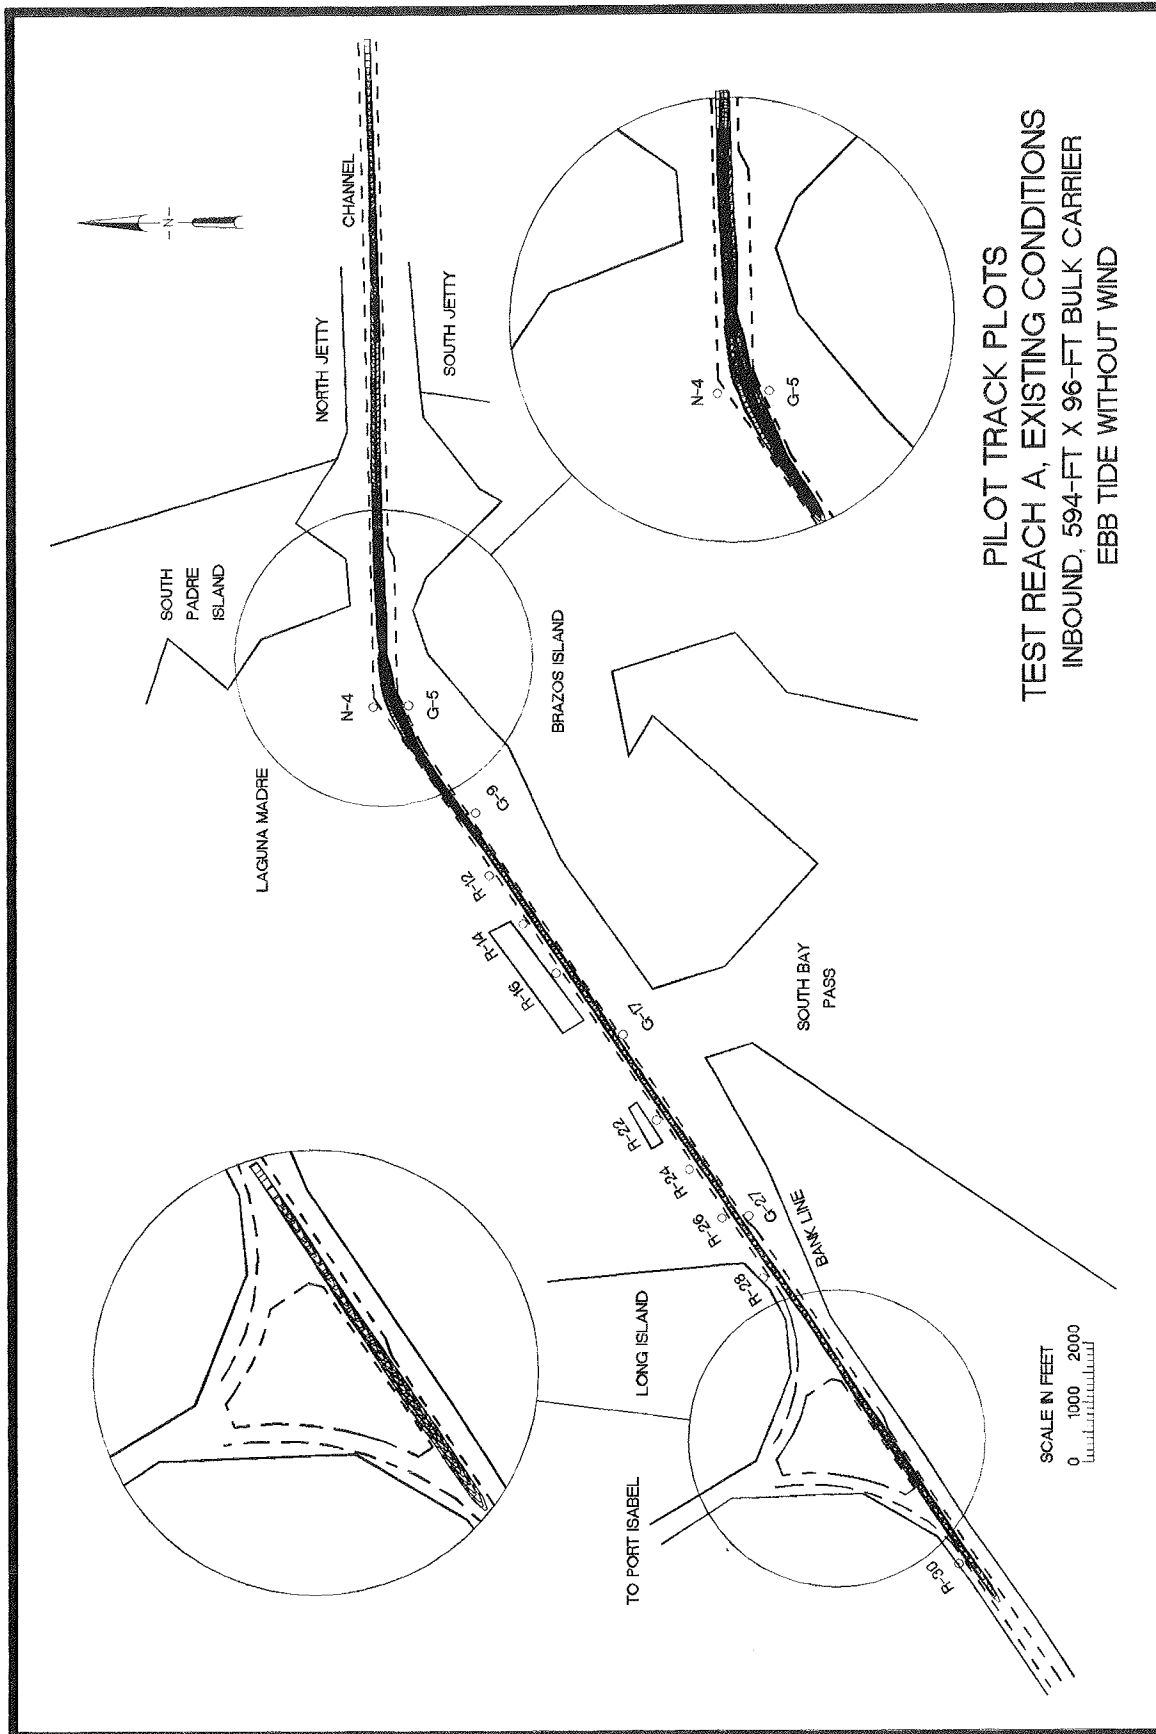 CHANNEL
-N-
NORTH JETTY
SOUTH JETTY
SOUTH
PADRE
ISLAND
N-4
G-5
LAGUNA MADRE
BRAZOS ISLAND
G-9
R-12
R-14
R-16
G-17
SOUTH BAY
PASS
R-22
R-24
R-26
G-27
R-28
BANK LINE
LONG ISLAND
TO PORT ISABEL
R-30
N-4
G-5
SCALE IN FEET
0 1000 2000
PILOT TRACK PLOTS
TEST REACH A, EXISTING CONDITIONS
INBOUND, 594-FT X 96-FT BULK CARRIER
EBB TIDE WITHOUT WIND